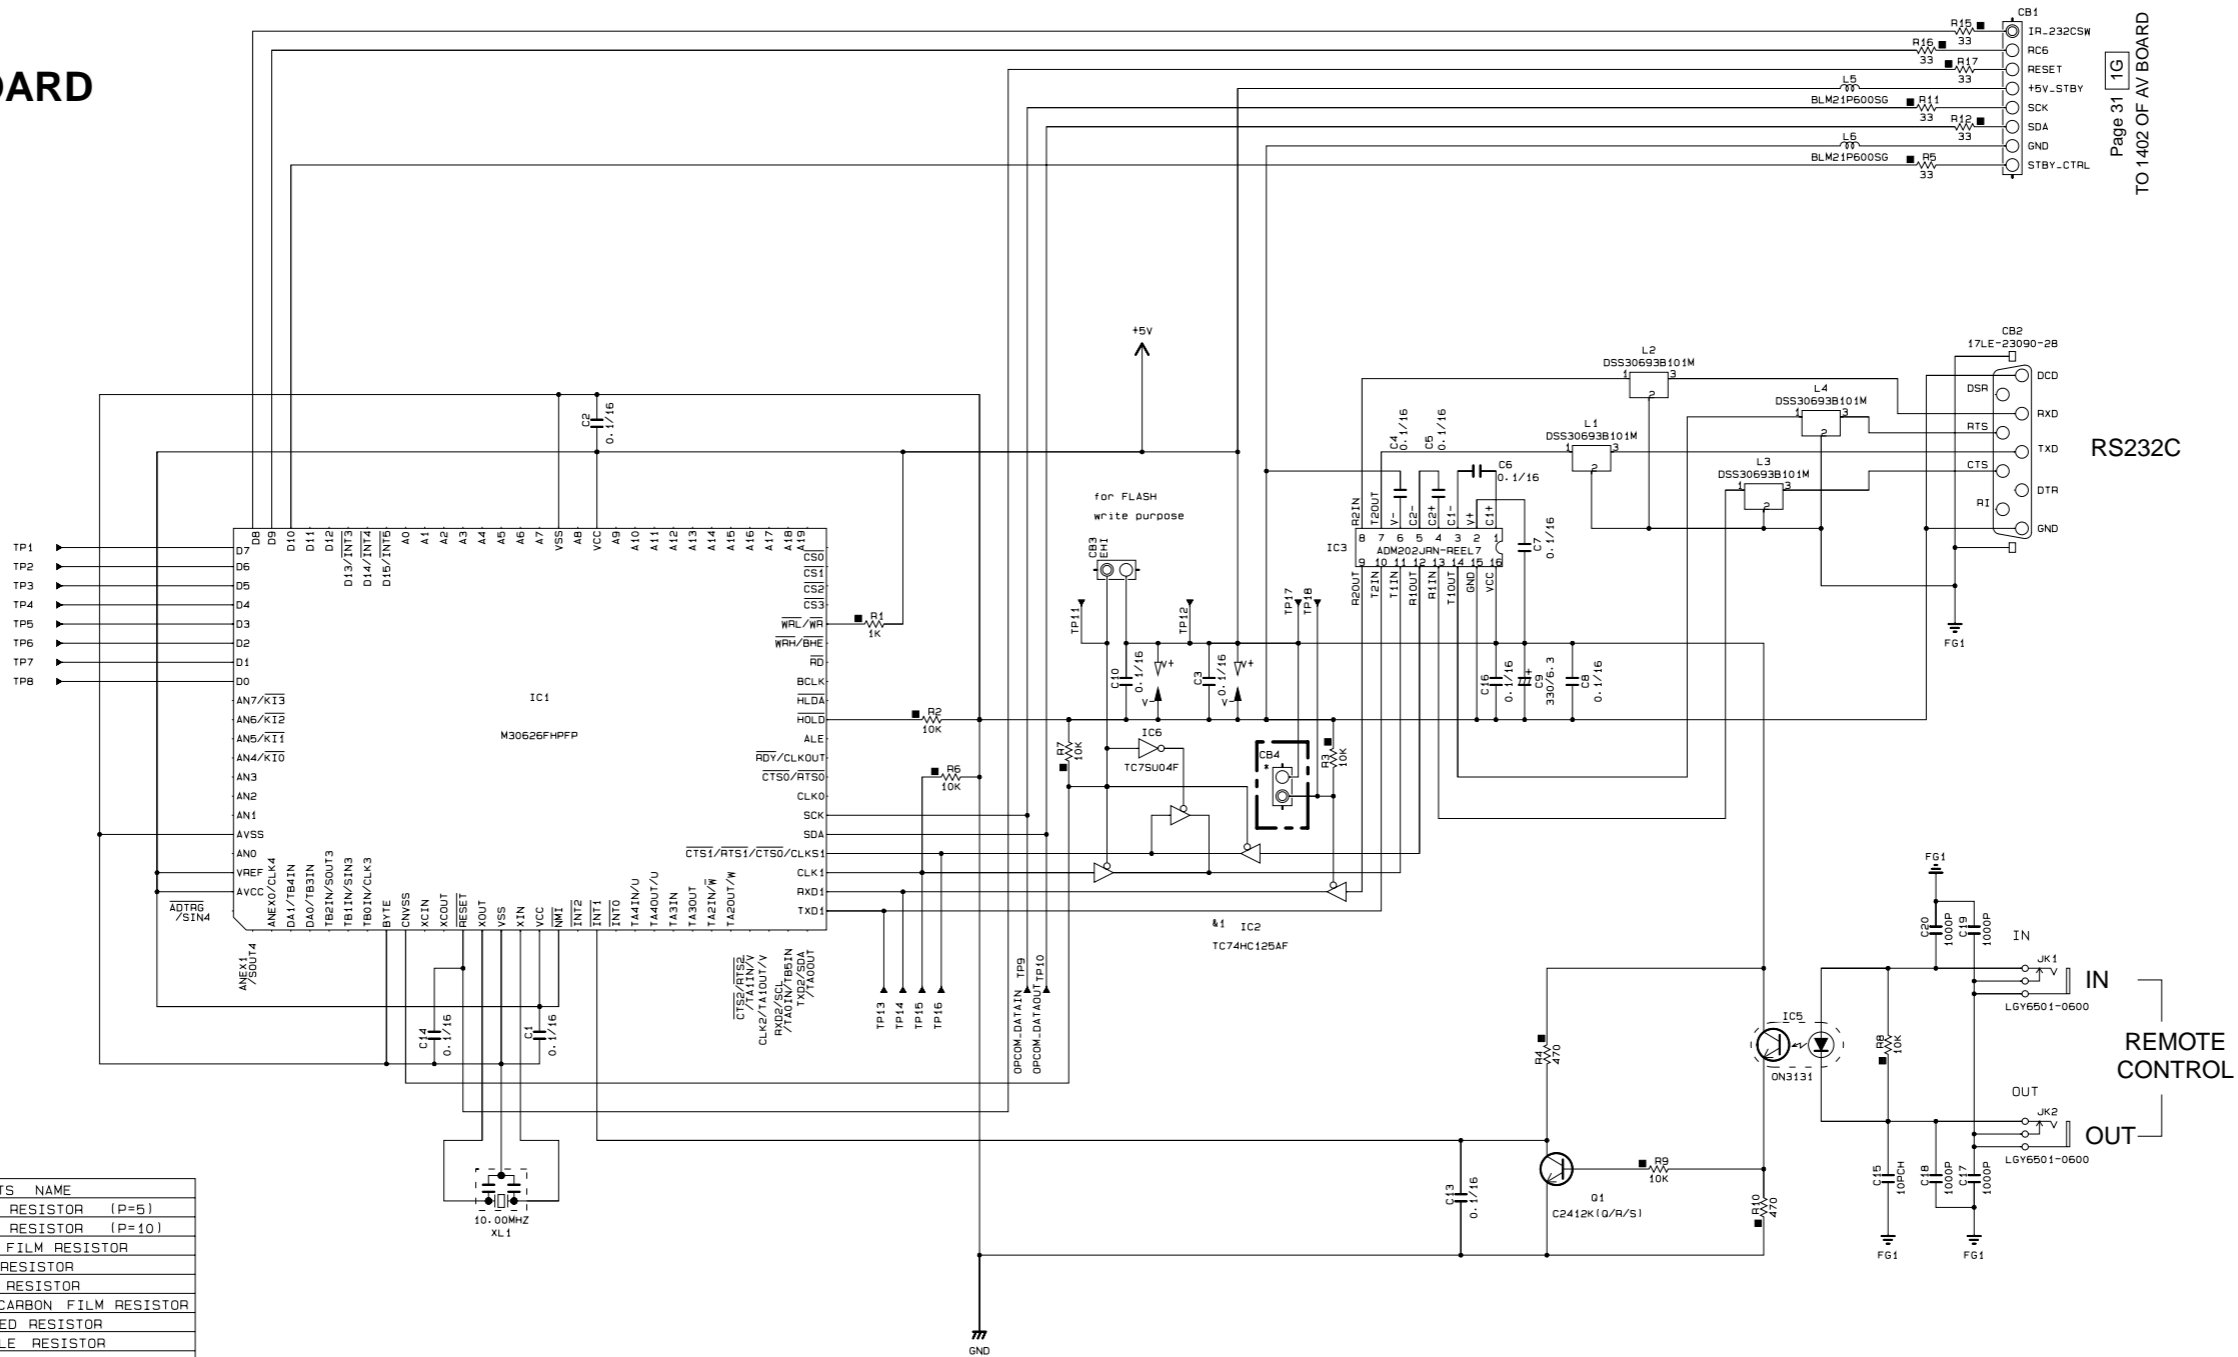 OARD
CB1
R15
33
IR_232CSW
R16
33
RC6
R17
33
RESET
L5
BLM21P600SG
+5V_STBY
R11
33
SCK
R12
33
SDA
L6
BLM21P600SG
GND
R5
33
STBY_CTRL
Page 31 1G
TO 1402 OF AV BOARD
+5V
CB2
17LE-23090-2B
L2
DSS30693B101M
L4
DSS30693B101M
L1
DSS30693B101M
L3
DSS30693B101M
DCD
DSR
RXD
RTS
TXD
CTS
DTR
RI
GND
RS232C
FG1
C2
0.1/16
C4
0.1/16
C5
0.1/16
C6
0.1/16
C7
0.1/16
for FLASH
write purpose
CB3
EHI
IC3
ADM202JRN-REEL7
R2IN
T2OUT
V-
C2-
C2+
C1-
V+
C1+
8 7 6 5 4 3 2 1
9 10 11 12 13 14 15 16
R2OUT
T2IN
T1IN
R1OUT
R1IN
T1OUT
GND
VCC
TP1
TP2
TP3
TP4
TP5
TP6
TP7
TP8
D8
D9
D10
D11
D12
D13/INT3
D14/INT4
D15/INT5
A0
A1
A2
A3
A4
A5
A6
A7
VSS
A8
VCC
A9
A10
A11
A12
A13
A14
A15
A16
A17
A18
A19
D7
D6
D5
D4
D3
D2
D1
D0
AN7/KI3
AN6/KI2
AN5/KI1
AN4/KI0
AN3
AN2
AN1
AVSS
AN0
VREF
AVCC
ADTRG
/SIN4
IC1
M30626FHPFP
CS0
CS1
CS2
CS3
WRL/WR
WRH/BHE
RD
BCLK
HLDA
HOLD
ALE
RDY/CLKOUT
CTS0/RTS0
CLK0
SCK
SDA
CTS1/RTS1/CTS0/CLKS1
CLK1
RXD1
TXD1
ANEX1
/SOUT4
ANEX0/CLK4
DA1/TB4IN
DA0/TB3IN
TB2IN/SOUT3
TB1IN/SIN3
TB0IN/CLK3
BYTE
CNVSS
XCIN
XCOUT
RESET
XOUT
VSS
XIN
VCC
NMI
INT2
INT1
INT0
TA4IN/U
TA4OUT/U
TA3IN
TA3OUT
TA2IN/W
TA2OUT/W
CTS2/RTS2
/TA1IN/V
CLK2/TA1OUT/V
RXD2/SCL
/TA0IN/TB5IN
TXD2/SDA
/TA0OUT
R1
1K
R2
10K
R6
10K
R7
10K
TP11
TP12
TP17
TP18
C10
0.1/16
V+
V-
C3
0.1/16
V+
V-
C16
0.1/16
C9
330/6.3
C8
0.1/16
IC6
TC7SU04F
CB4
*
R3
10K
&1 IC2
TC74HC125AF
TP13
TP14
TP15
TP16
OPCOM_DATAIN TP9
OPCOM_DATAOUT TP10
C14
0.1/16
C1
0.1/16
10.00MHZ
XL1
C13
0.1/16
R4
470
Q1
C2412K(Q/R/S)
R9
10K
R10
470
IC5
ON3131
R8
10K
FG1
C20
1000P
C19
1000P
IN
JK1
LGY6501-0600
IN
REMOTE
CONTROL
OUT
JK2
LGY6501-0600
OUT
C15
10PCH
C18
1000P
C17
1000P
FG1
FG1
GND
TS NAME
RESISTOR (P=5)
RESISTOR (P=10)
FILM RESISTOR
RESISTOR
RESISTOR
CARBON FILM RESISTOR
ED RESISTOR
LE RESISTOR